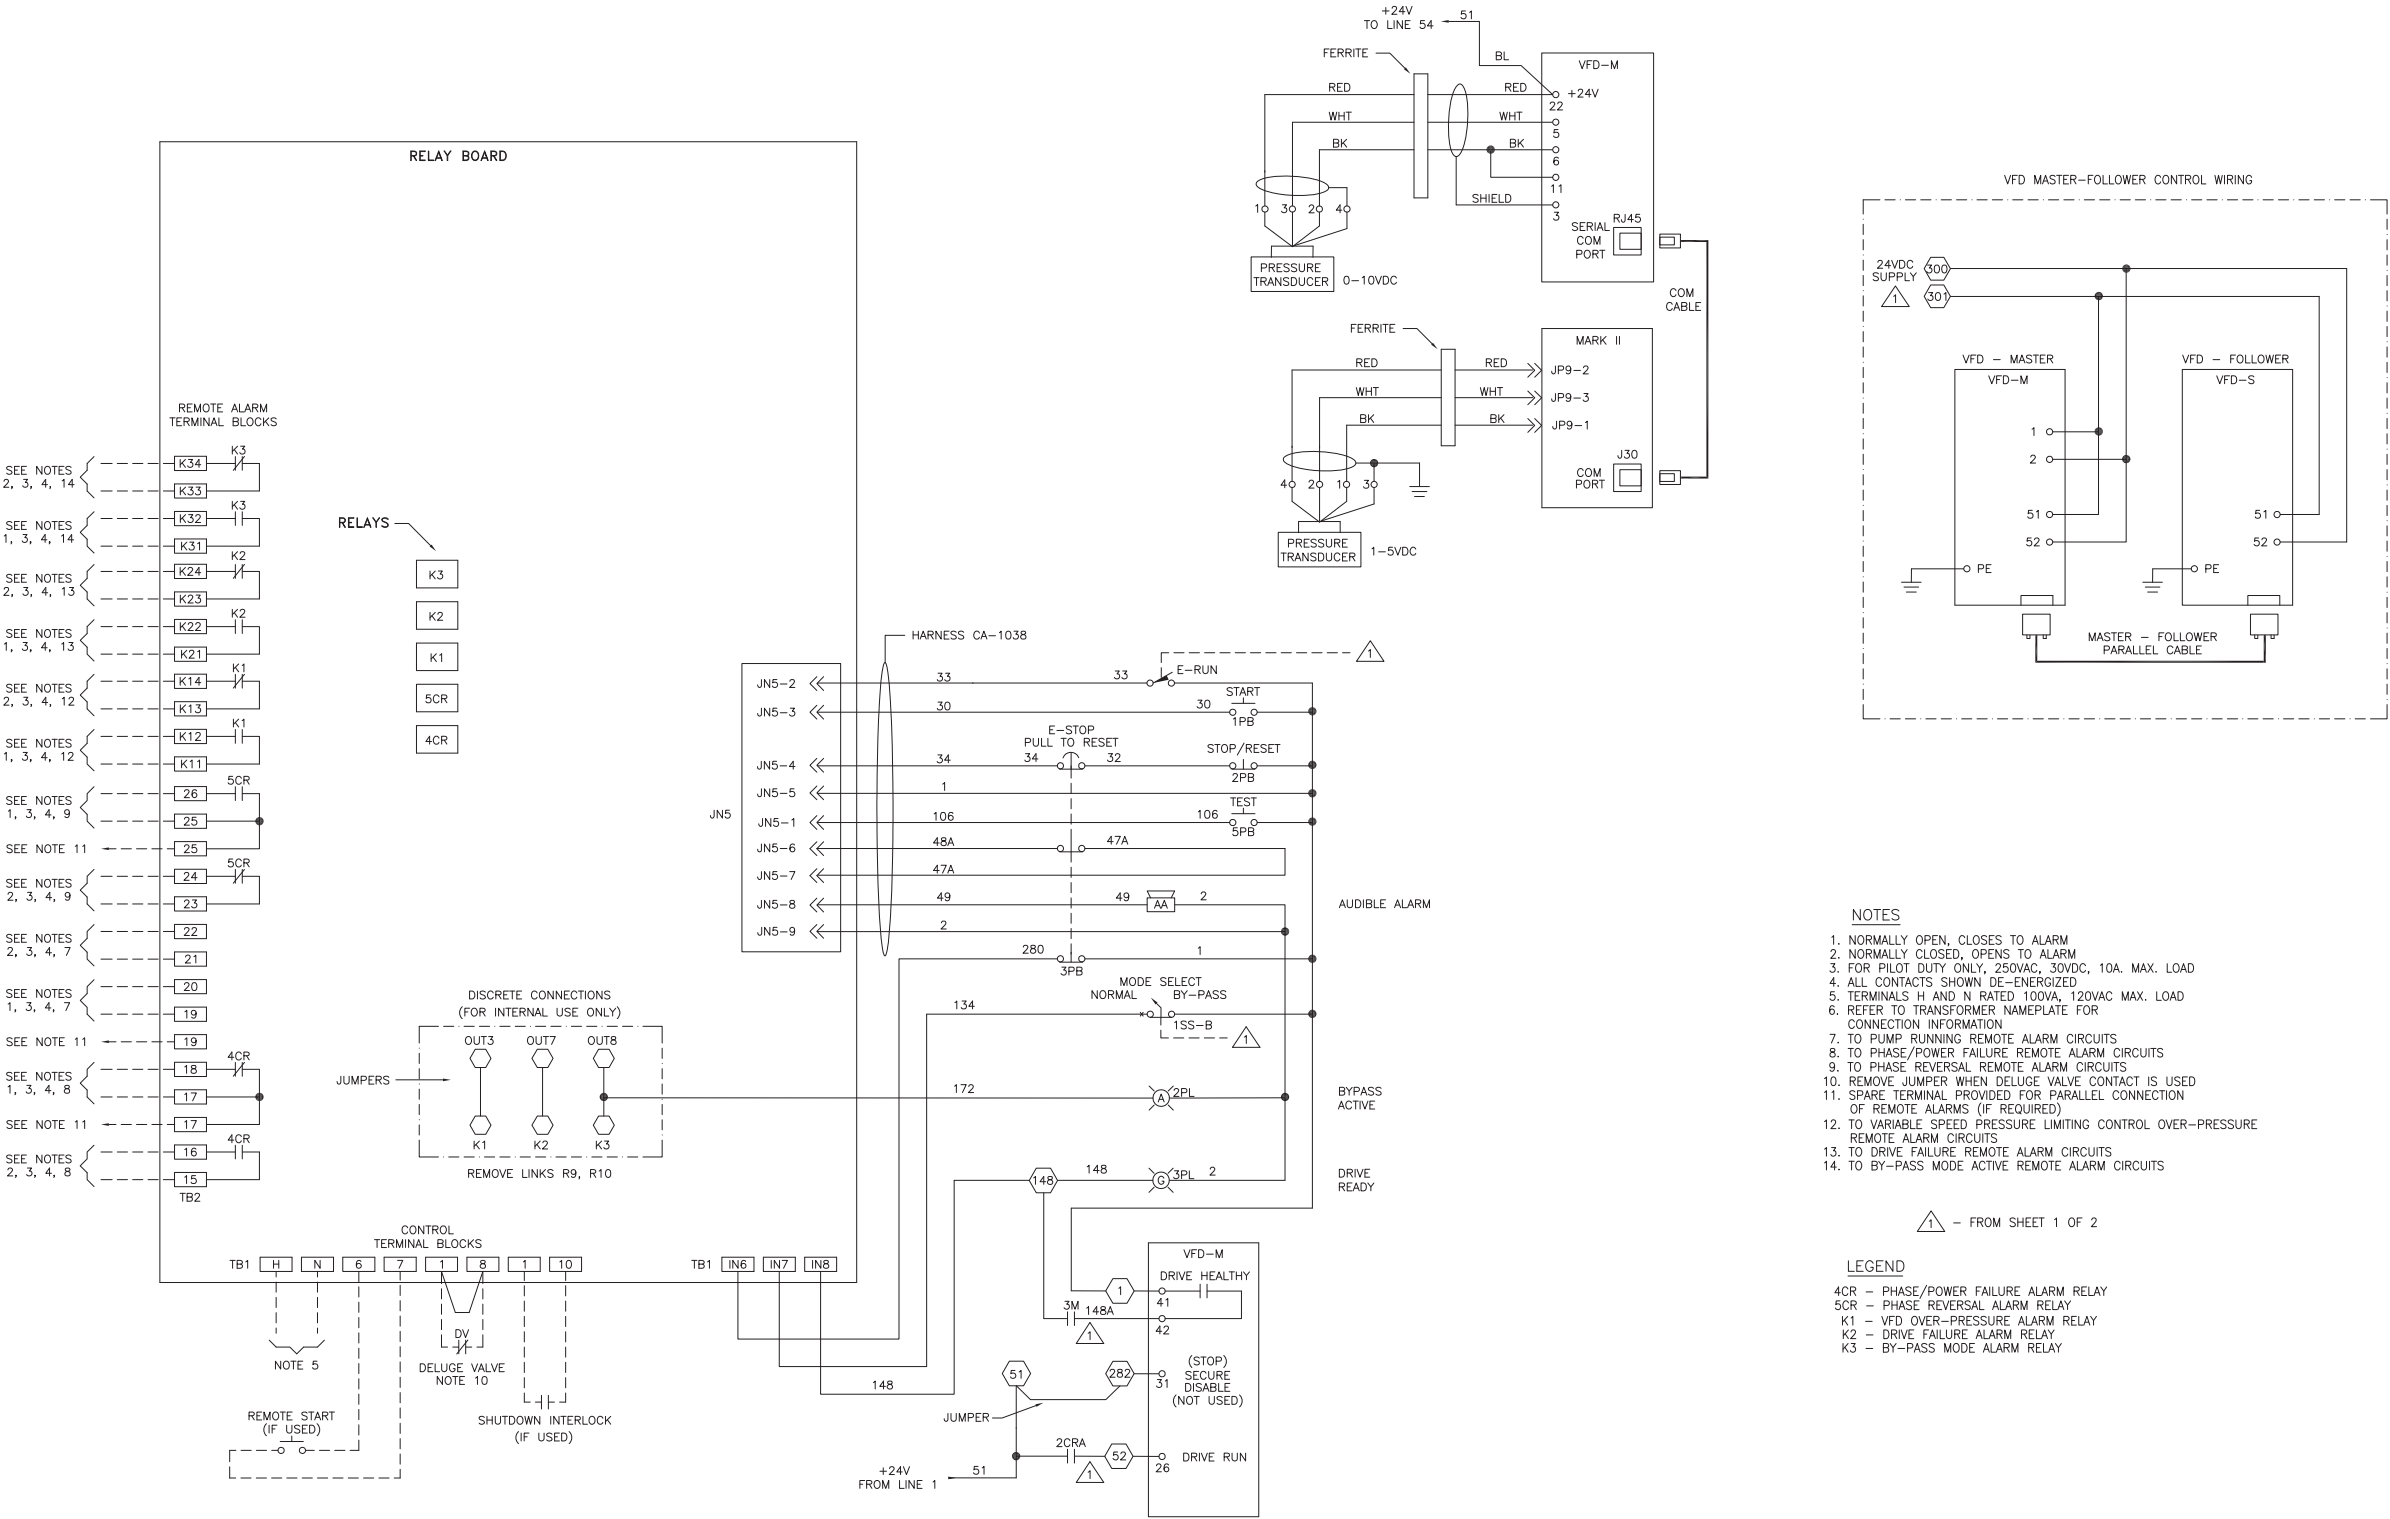 +24V
TO LINE 54
51
BL
FERRITE
VFD-M
RED
RED
+24V
22
WHT
WHT
5
BK
BK
6
11
SHIELD
3
1
3
2
4
SERIAL
COM
PORT
RJ45
PRESSURE
TRANSDUCER
0-10VDC
COM
CABLE
FERRITE
MARK II
RED
RED
JP9-2
WHT
WHT
JP9-3
BK
BK
JP9-1
4
2
1
3
J30
COM
PORT
PRESSURE
TRANSDUCER
1-5VDC
VFD MASTER-FOLLOWER CONTROL WIRING
24VDC
SUPPLY
300
1
301
VFD - MASTER
VFD-M
VFD - FOLLOWER
VFD-S
1
2
51
52
PE
51
52
PE
MASTER - FOLLOWER
PARALLEL CABLE
RELAY BOARD
REMOTE ALARM
TERMINAL BLOCKS
SEE NOTES
2, 3, 4, 14
K34
K3
K33
SEE NOTES
1, 3, 4, 14
K32
K3
K31
SEE NOTES
2, 3, 4, 13
K24
K2
K23
SEE NOTES
1, 3, 4, 13
K22
K2
K21
SEE NOTES
2, 3, 4, 12
K14
K1
K13
SEE NOTES
1, 3, 4, 12
K12
K1
K11
SEE NOTES
1, 3, 4, 9
26
5CR
25
SEE NOTE 11
25
SEE NOTES
2, 3, 4, 9
24
5CR
23
SEE NOTES
2, 3, 4, 7
22
21
SEE NOTES
1, 3, 4, 7
20
19
SEE NOTE 11
19
SEE NOTES
1, 3, 4, 8
18
4CR
17
SEE NOTE 11
17
SEE NOTES
2, 3, 4, 8
16
4CR
15
TB2
RELAYS
K3
K2
K1
5CR
4CR
DISCRETE CONNECTIONS
(FOR INTERNAL USE ONLY)
OUT3
OUT7
OUT8
JUMPERS
K1
K2
K3
REMOVE LINKS R9, R10
CONTROL
TERMINAL BLOCKS
TB1
H
N
6
7
1
8
1
10
TB1
IN6
IN7
IN8
NOTE 5
DV
DELUGE VALVE
NOTE 10
REMOTE START
(IF USED)
SHUTDOWN INTERLOCK
(IF USED)
HARNESS CA-1038
JN5
JN5-2
33
33
E-RUN
1
JN5-3
30
30
START
1PB
E-STOP
PULL TO RESET
JN5-4
34
34
32
STOP/RESET
2PB
JN5-5
1
JN5-1
106
106
TEST
5PB
JN5-6
48A
47A
JN5-7
47A
JN5-8
49
49
AA
2
AUDIBLE ALARM
JN5-9
2
280
3PB
1
MODE SELECT
NORMAL
BY-PASS
134
1SS-B
1
172
A
2PL
BYPASS
ACTIVE
148
148
G
3PL
2
DRIVE
READY
148
VFD-M
DRIVE HEALTHY
1
41
3M
148A
42
1
51
282
31
(STOP)
SECURE
DISABLE
(NOT USED)
JUMPER
2CRA
52
26
DRIVE RUN
1
+24V
FROM LINE 1
51
NOTES
1. NORMALLY OPEN, CLOSES TO ALARM
2. NORMALLY CLOSED, OPENS TO ALARM
3. FOR PILOT DUTY ONLY, 250VAC, 30VDC, 10A. MAX. LOAD
4. ALL CONTACTS SHOWN DE-ENERGIZED
5. TERMINALS H AND N RATED 100VA, 120VAC MAX. LOAD
6. REFER TO TRANSFORMER NAMEPLATE FOR
CONNECTION INFORMATION
7. TO PUMP RUNNING REMOTE ALARM CIRCUITS
8. TO PHASE/POWER FAILURE REMOTE ALARM CIRCUITS
9. TO PHASE REVERSAL REMOTE ALARM CIRCUITS
10. REMOVE JUMPER WHEN DELUGE VALVE CONTACT IS USED
11. SPARE TERMINAL PROVIDED FOR PARALLEL CONNECTION
OF REMOTE ALARMS (IF REQUIRED)
12. TO VARIABLE SPEED PRESSURE LIMITING CONTROL OVER-PRESSURE
REMOTE ALARM CIRCUITS
13. TO DRIVE FAILURE REMOTE ALARM CIRCUITS
14. TO BY-PASS MODE ACTIVE REMOTE ALARM CIRCUITS
1 - FROM SHEET 1 OF 2
LEGEND
4CR - PHASE/POWER FAILURE ALARM RELAY
5CR - PHASE REVERSAL ALARM RELAY
K1 - VFD OVER-PRESSURE ALARM RELAY
K2 - DRIVE FAILURE ALARM RELAY
K3 - BY-PASS MODE ALARM RELAY